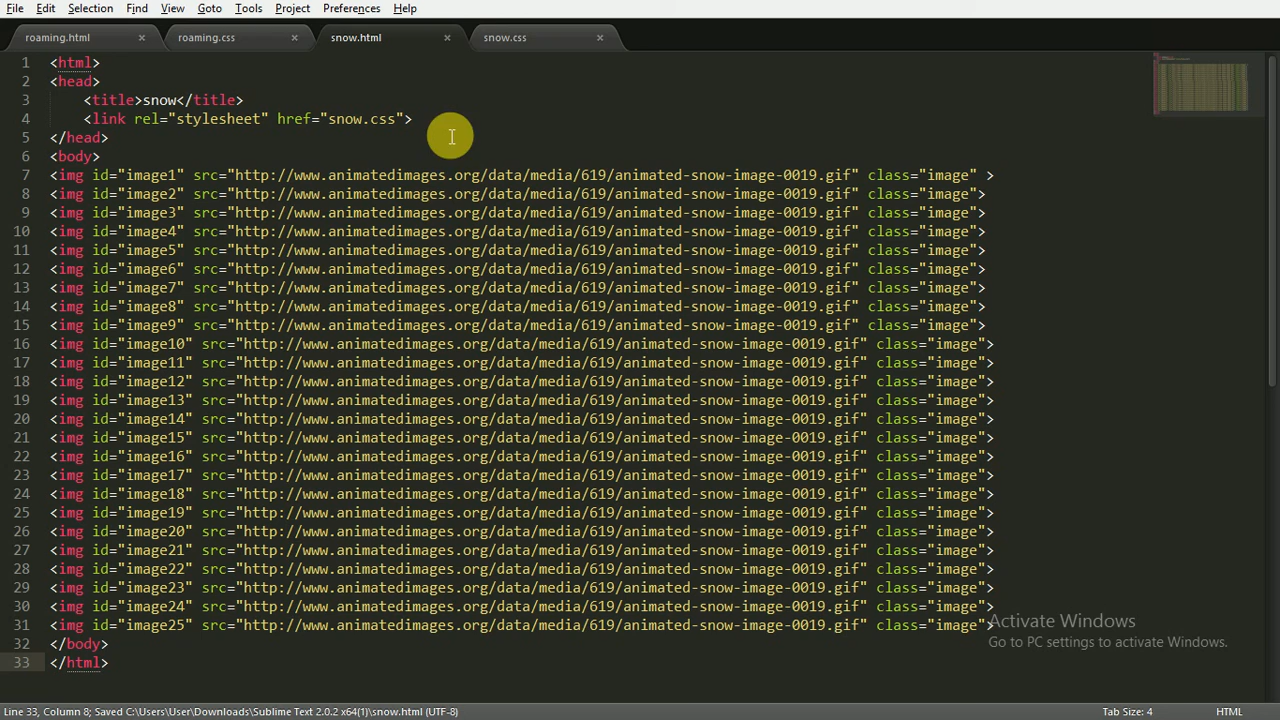 File Edit Selection Find View Goto Tools Project Preferences Help
roaming.html roaming.css snow.html snow.css
1 <html>
2 <head>
3 <title>snow</title>
4 <link rel="stylesheet" href="snow.css">
5 </head>
6 <body>
7 <img id="image1" src="http://www.animatedimages.org/data/media/619/animated-snow-image-0019.gif" class="image" >
8 <img id="image2" src="http://www.animatedimages.org/data/media/619/animated-snow-image-0019.gif" class="image">
9 <img id="image3" src="http://www.animatedimages.org/data/media/619/animated-snow-image-0019.gif" class="image">
10 <img id="image4" src="http://www.animatedimages.org/data/media/619/animated-snow-image-0019.gif" class="image">
11 <img id="image5" src="http://www.animatedimages.org/data/media/619/animated-snow-image-0019.gif" class="image">
12 <img id="image6" src="http://www.animatedimages.org/data/media/619/animated-snow-image-0019.gif" class="image">
13 <img id="image7" src="http://www.animatedimages.org/data/media/619/animated-snow-image-0019.gif" class="image">
14 <img id="image8" src="http://www.animatedimages.org/data/media/619/animated-snow-image-0019.gif" class="image">
15 <img id="image9" src="http://www.animatedimages.org/data/media/619/animated-snow-image-0019.gif" class="image">
16 <img id="image10" src="http://www.animatedimages.org/data/media/619/animated-snow-image-0019.gif" class="image">
17 <img id="image11" src="http://www.animatedimages.org/data/media/619/animated-snow-image-0019.gif" class="image">
18 <img id="image12" src="http://www.animatedimages.org/data/media/619/animated-snow-image-0019.gif" class="image">
19 <img id="image13" src="http://www.animatedimages.org/data/media/619/animated-snow-image-0019.gif" class="image">
20 <img id="image14" src="http://www.animatedimages.org/data/media/619/animated-snow-image-0019.gif" class="image">
21 <img id="image15" src="http://www.animatedimages.org/data/media/619/animated-snow-image-0019.gif" class="image">
22 <img id="image16" src="http://www.animatedimages.org/data/media/619/animated-snow-image-0019.gif" class="image">
23 <img id="image17" src="http://www.animatedimages.org/data/media/619/animated-snow-image-0019.gif" class="image">
24 <img id="image18" src="http://www.animatedimages.org/data/media/619/animated-snow-image-0019.gif" class="image">
25 <img id="image19" src="http://www.animatedimages.org/data/media/619/animated-snow-image-0019.gif" class="image">
26 <img id="image20" src="http://www.animatedimages.org/data/media/619/animated-snow-image-0019.gif" class="image">
27 <img id="image21" src="http://www.animatedimages.org/data/media/619/animated-snow-image-0019.gif" class="image">
28 <img id="image22" src="http://www.animatedimages.org/data/media/619/animated-snow-image-0019.gif" class="image">
29 <img id="image23" src="http://www.animatedimages.org/data/media/619/animated-snow-image-0019.gif" class="image">
30 <img id="image24" src="http://www.animatedimages.org/data/media/619/animated-snow-image-0019.gif" class="image">
31 <img id="image25" src="http://www.animatedimages.org/data/media/619/animated-snow-image-0019.gif" class="image">
Activate Windows
Go to PC settings to activate Windows.
32 </body>
33 </html>
Line 33, Column 8; Saved C:\Users\User\Downloads\Sublime Text 2.0.2 x64(1)\snow.html (UTF-8) Tab Size: 4 HTML